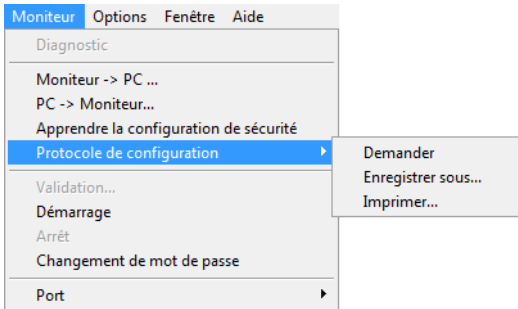 Moniteur Options Fenêtre Aide
Diagnostic
Moniteur -> PC ...
PC -> Moniteur...
Apprendre la configuration de sécurité
Protocole de configuration
Demander
Enregistrer sous...
Imprimer...
Validation...
Démarrage
Arrêt
Changement de mot de passe
Port